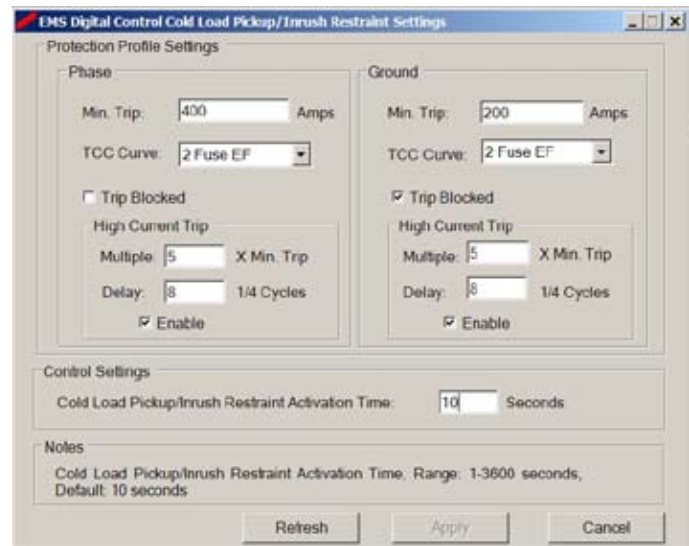 EMS Digital Control Cold Load Pickup/Inrush Restraint Settings
Protection Profile Settings
Phase
Min. Trip: 400 Amps
TCC Curve: 2 Fuse EF
Trip Blocked
High Current Trip
Multiple: 5 X Min. Trip
Delay: 8 1/4 Cycles
Enable
Ground
Min. Trip: 200 Amps
TCC Curve: 2 Fuse EF
Trip Blocked
High Current Trip
Multiple: 5 X Min. Trip
Delay: 8 1/4 Cycles
Enable
Control Settings
Cold Load Pickup/Inrush Restraint Activation Time: 10 Seconds
Notes
Cold Load Pickup/Inrush Restraint Activation Time, Range: 1-3600 seconds,
Default: 10 seconds
Refresh Apply Cancel